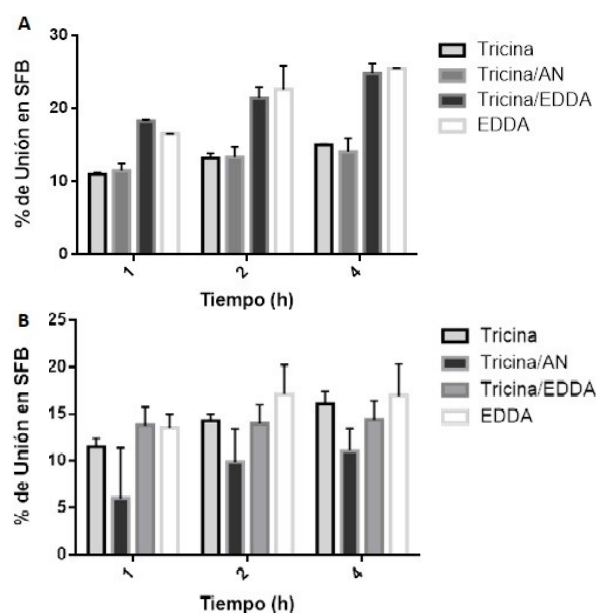 A
% de Unión en SFB
30
20
10
0
1
2
4
Tiempo (h)
Tricina
Tricina/AN
Tricina/EDDA
EDDA
B
% de Unión en SFB
25
20
15
10
5
0
1
2
4
Tiempo (h)
Tricina
Tricina/AN
Tricina/EDDA
EDDA